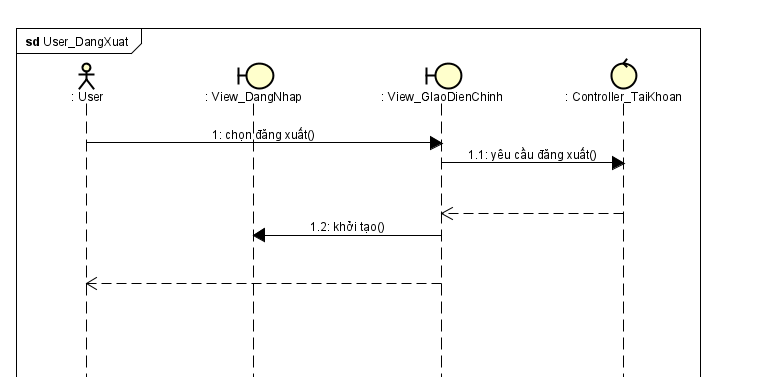 sd User_DangXuat
: User
: View_DangNhap
: View_GIaoDienChinh
: Controller_TaiKhoan
1: chọn đăng xuất()
1.1: yêu cầu đăng xuất()
1.2: khởi tạo()